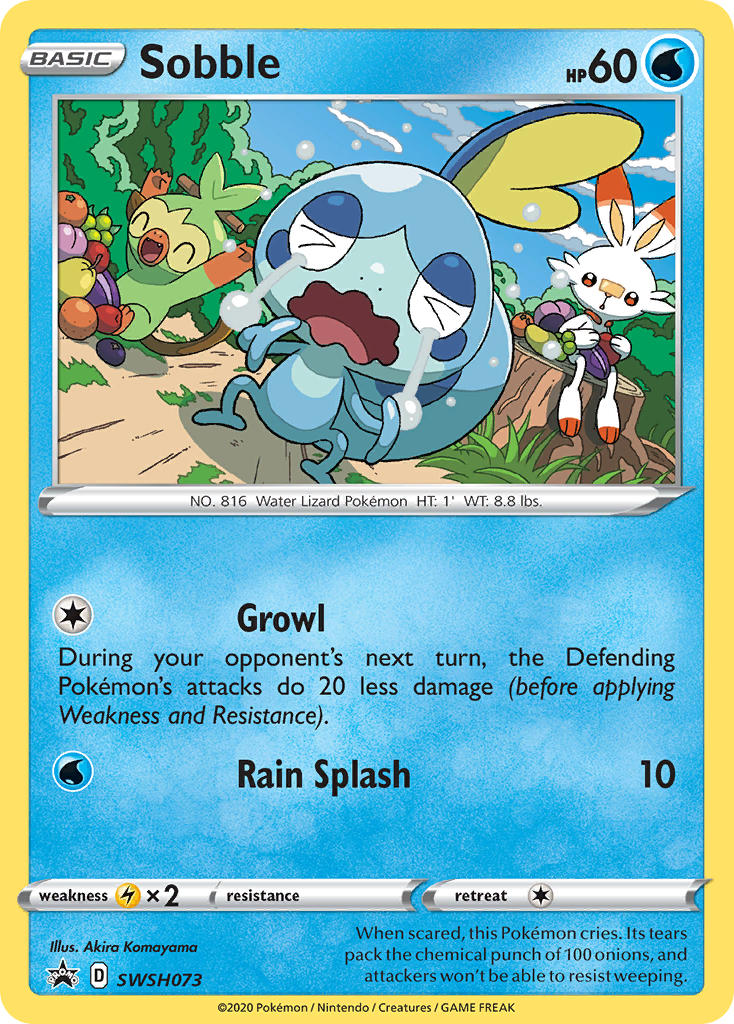 BASIC Sobble HP60
NO. 816 Water Lizard Pokémon HT: 1' WT: 8.8 lbs.
Growl
During your opponent's next turn, the Defending
Pokémon's attacks do 20 less damage (before applying
Weakness and Resistance).
Rain Splash 10
weakness ×2 resistance retreat
Illus. Akira Komayama
When scared, this Pokémon cries. Its tears
pack the chemical punch of 100 onions, and
attackers won't be able to resist weeping.
PROMO D SWSH073
©2020 Pokémon / Nintendo / Creatures / GAME FREAK